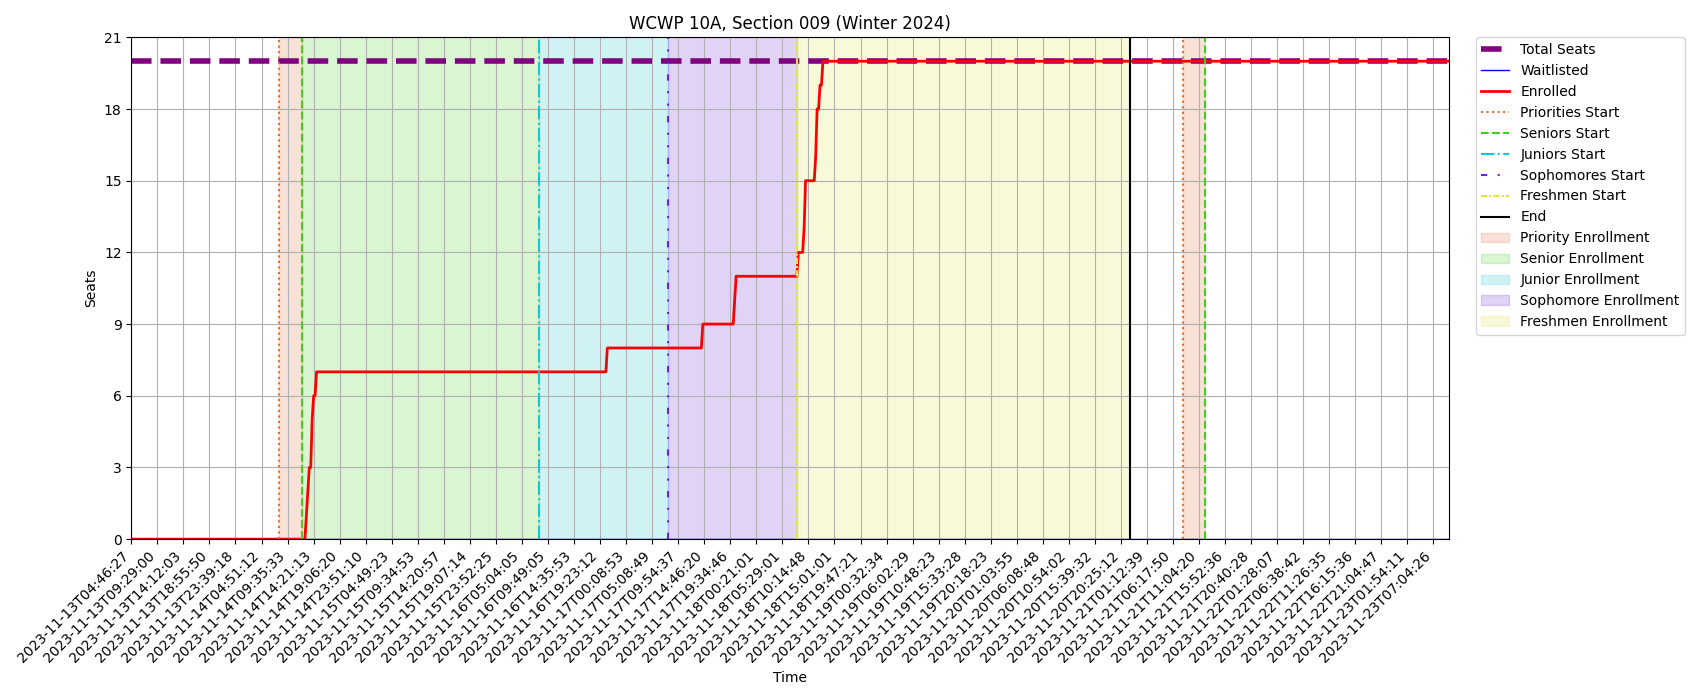 WCWP 10A, Section 009 (Winter 2024)
21
18
15
12
9
6
3
0
Seats
2023-11-13T04:46:27
2023-11-13T09:29:00
2023-11-13T14:12:03
2023-11-13T18:55:50
2023-11-13T23:39:18
2023-11-14T04:51:12
2023-11-14T09:35:33
2023-11-14T14:21:13
2023-11-14T19:06:20
2023-11-14T23:51:10
2023-11-15T04:49:23
2023-11-15T09:34:53
2023-11-15T14:20:57
2023-11-15T19:07:14
2023-11-15T23:52:25
2023-11-16T05:04:05
2023-11-16T09:49:05
2023-11-16T14:35:53
2023-11-16T19:23:12
2023-11-17T00:08:53
2023-11-17T05:08:49
2023-11-17T09:54:37
2023-11-17T14:46:20
2023-11-17T19:34:46
2023-11-18T00:21:01
2023-11-18T05:29:01
2023-11-18T10:14:48
2023-11-18T15:01:01
2023-11-18T19:47:21
2023-11-19T00:32:34
2023-11-19T06:02:29
2023-11-19T10:48:23
2023-11-19T15:33:28
2023-11-19T20:18:23
2023-11-20T01:03:55
2023-11-20T06:08:48
2023-11-20T10:54:02
2023-11-20T15:39:32
2023-11-20T20:25:12
2023-11-21T01:12:39
2023-11-21T06:17:50
2023-11-21T11:04:20
2023-11-21T15:52:36
2023-11-21T20:40:28
2023-11-22T01:28:07
2023-11-22T06:38:42
2023-11-22T11:26:35
2023-11-22T16:15:36
2023-11-22T21:04:47
2023-11-23T01:54:11
2023-11-23T07:04:26
Time
Total Seats
Waitlisted
Enrolled
Priorities Start
Seniors Start
Juniors Start
Sophomores Start
Freshmen Start
End
Priority Enrollment
Senior Enrollment
Junior Enrollment
Sophomore Enrollment
Freshmen Enrollment